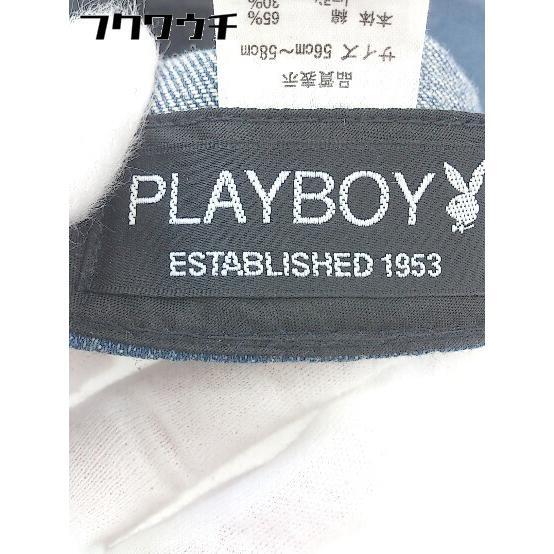 フクワウチ
品質表示
サイズ 56cm～58cm
本体 綿 65%
30%
PLAYBOY
ESTABLISHED 1953